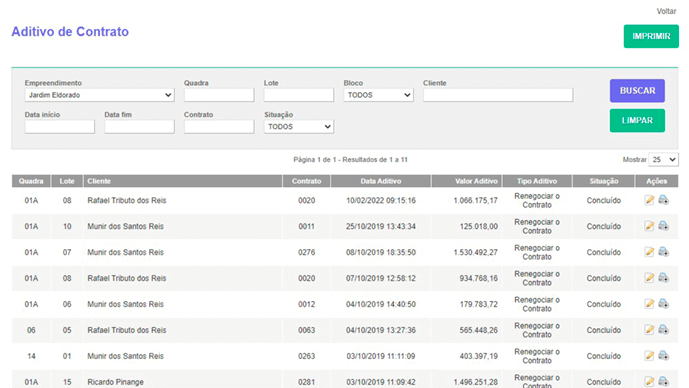 Voltar
Aditivo de Contrato
IMPRIMIR
Empreendimento Quadra Lote Bloco Cliente
Jardim Eldorado TODOS
BUSCAR
Data início Data fim Contrato Situação
TODOS
LIMPAR
Página 1 de 1 - Resultados de 1 a 11
Mostrar 25
Quadra Lote Cliente Contrato Data Aditivo Valor Aditivo Tipo Aditivo Situação Ações
01A 08 Rafael Tributo dos Reis 0020 10/02/2022 09:15:16 1.066.175,17 Renegociar o Contrato Concluído
01A 10 Munir dos Santos Reis 0011 25/10/2019 13:43:34 125.018,00 Renegociar o Contrato Concluído
01A 07 Munir dos Santos Reis 0276 08/10/2019 18:35:50 1.530.492,27 Renegociar o Contrato Concluído
01A 08 Rafael Tributo dos Reis 0020 07/10/2019 12:58:12 934.768,16 Renegociar o Contrato Concluído
01A 06 Munir dos Santos Reis 0012 04/10/2019 14:40:50 179.783,72 Renegociar o Contrato Concluído
06 05 Rafael Tributo dos Reis 0063 04/10/2019 13:27:36 565.448,26 Renegociar o Contrato Concluído
14 01 Munir dos Santos Reis 0263 03/10/2019 11:11:09 403.397,19 Renegociar o Contrato Concluído
01A 15 Ricardo Pinange 0281 03/10/2019 11:09:42 1.496.251,28 Renegociar o Concluído